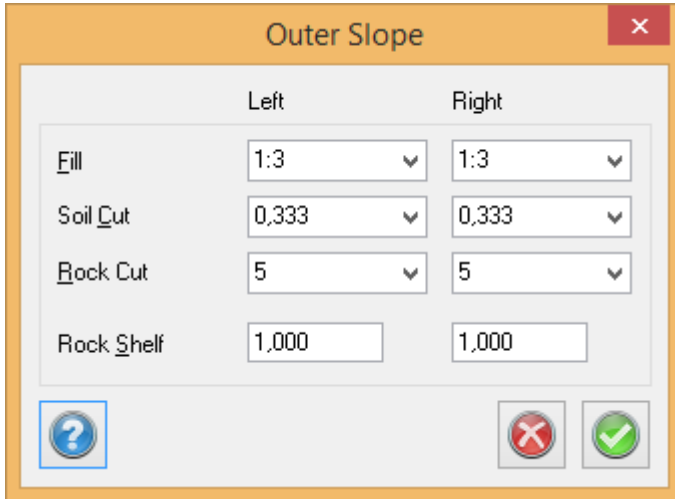 Outer Slope
Left Right
Fill 1:3 1:3
Soil Cut 0,333 0,333
Rock Cut 5 5
Rock Shelf 1,000 1,000